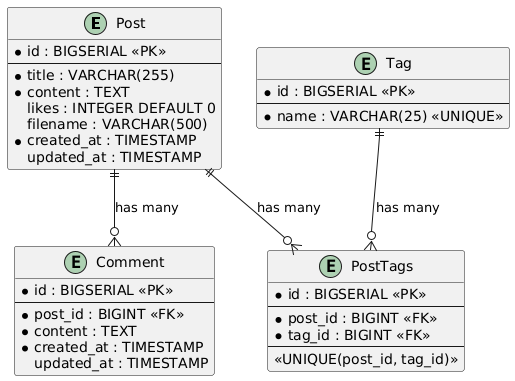 E Post
* id : BIGSERIAL «PK»
* title : VARCHAR(255)
* content : TEXT
likes : INTEGER DEFAULT 0
filename : VARCHAR(500)
* created_at : TIMESTAMP
updated_at : TIMESTAMP
E Tag
* id : BIGSERIAL «PK»
* name : VARCHAR(25) «UNIQUE»
has many
has many
has many
E Comment
* id : BIGSERIAL «PK»
* post_id : BIGINT «FK»
* content : TEXT
* created_at : TIMESTAMP
updated_at : TIMESTAMP
E PostTags
* id : BIGSERIAL «PK»
* post_id : BIGINT «FK»
* tag_id : BIGINT «FK»
«UNIQUE(post_id, tag_id)»